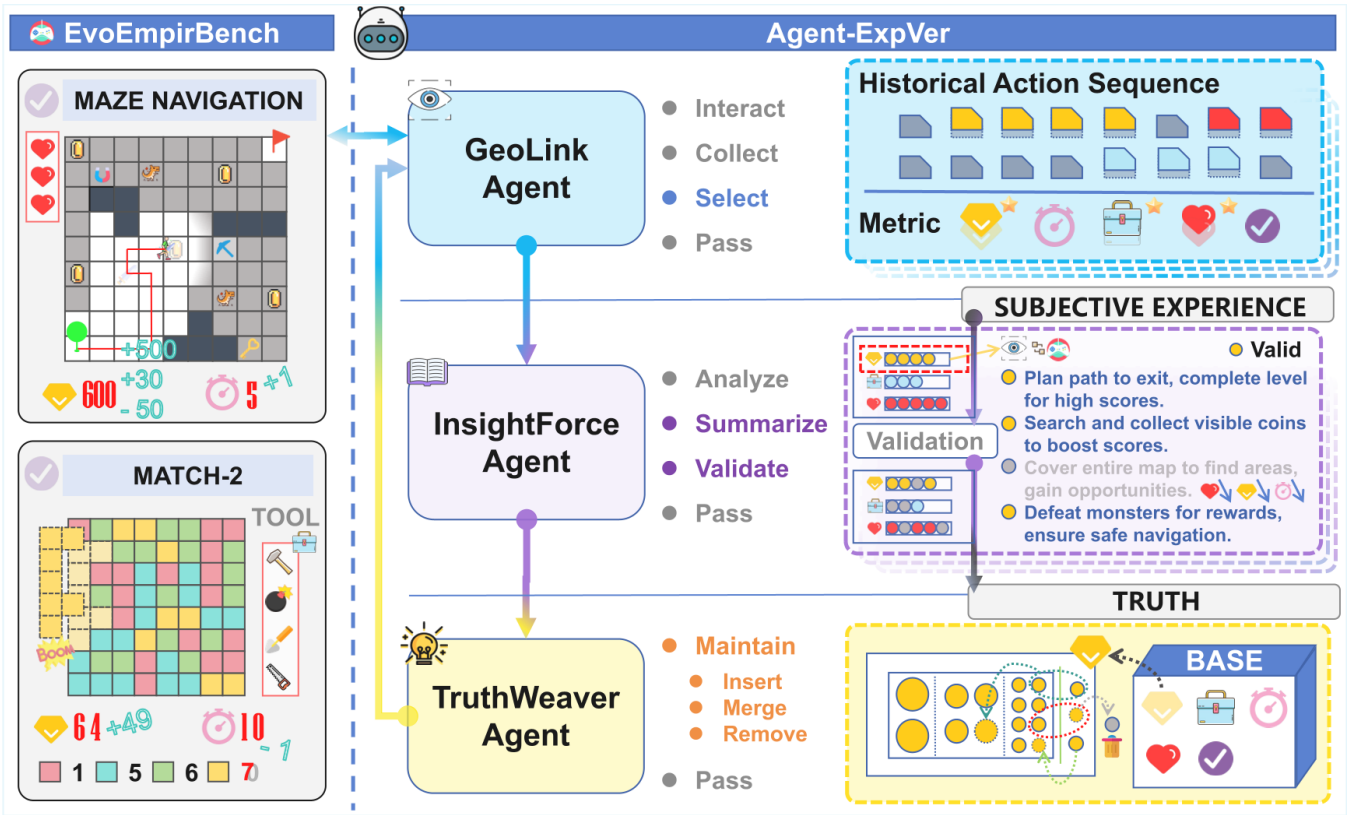 EvoEmpirBench
Agent-ExpVer
MAZE NAVIGATION
+500
600
+30
- 50
5
+1
MATCH-2
TOOL
BOOM
64
+49
10
- 1
1
5
6
GeoLink
Agent
Interact
Collect
Select
Pass
Historical Action Sequence
Metric
SUBJECTIVE EXPERIENCE
InsightForce
Agent
Analyze
Summarize
Validate
Pass
Validation
Valid
Plan path to exit, complete level
for high scores.
Search and collect visible coins
to boost scores.
Cover entire map to find areas,
gain opportunities.
Defeat monsters for rewards,
ensure safe navigation.
TRUTH
TruthWeaver
Agent
Maintain
Insert
Merge
Remove
Pass
BASE